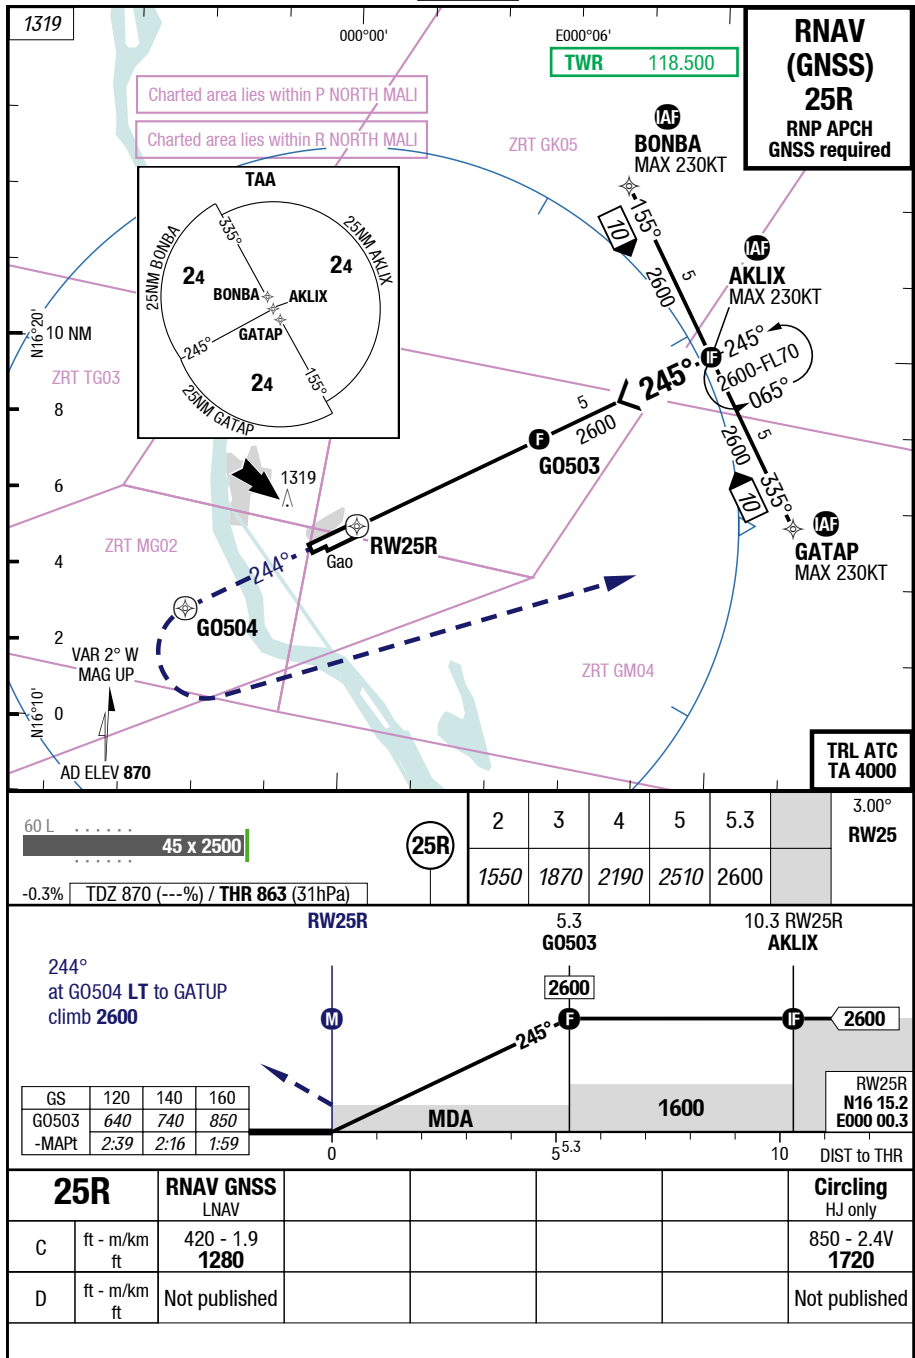 1319
000°00'
E000°06'
RNAV
(GNSS)
25R
RNP APCH
GNSS required
TWR 118.500
Charted area lies within P NORTH MALI
Charted area lies within R NORTH MALI
ZRT GK05
IAF
BONBA
MAX 230KT
155°
10
5
2600
IAF
AKLIX
MAX 230KT
TAA
335°
25NM BONBA
24
25NM AKLIX
24
BONBA
AKLIX
GATAP
245°
24
155°
25NM GATAP
N16°20'
10 NM
ZRT TG03
8
6
4
2
0
IF
245°
245°
2600-FL70
065°
5
2600
F
GO503
2600
5
10
335°
IAF
GATAP
MAX 230KT
1319
RW25R
Gao
ZRT MG02
244°
GO504
VAR 2° W
MAG UP
ZRT GM04
N16°10'
AD ELEV 870
TRL ATC
TA 4000
60 L
45 x 2500
25R
-0.3% TDZ 870 (---%) / THR 863 (31hPa)
2 3 4 5 5.3
1550 1870 2190 2510 2600
3.00°
RW25
RW25R
5.3
GO503
10.3 RW25R
AKLIX
244°
at GO504 LT to GATUP
climb 2600
2600
M
245°
F
IF
2600
MDA
1600
RW25R
N16 15.2
E000 00.3
GS 120 140 160
GO503 640 740 850
-MAPt 2:39 2:16 1:59
0 5 5.3 10 DIST to THR
25R
RNAV GNSS
LNAV
Circling
HJ only
C
ft - m/km
ft
420 - 1.9
1280
850 - 2.4V
1720
D
ft - m/km
ft
Not published
Not published